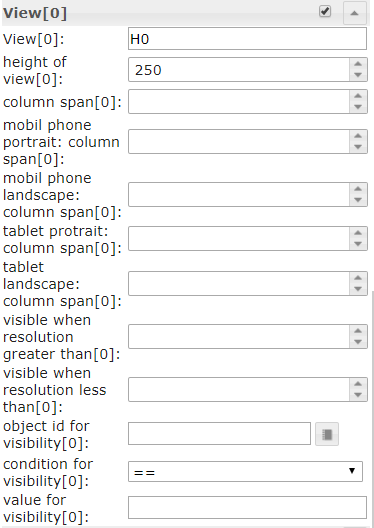 View[0]
View[0]: H0
height of
view[0]: 250
column span[0]:
mobil phone
portrait: column
span[0]:
mobil phone
landscape:
column span[0]:
tablet protrait:
column span[0]:
tablet
landscape:
column span[0]:
visible when
resolution
greater than[0]:
visible when
resolution less
than[0]:
object id for
visibility[0]:
condition for
visibility[0]: ==
value for
visibility[0]: